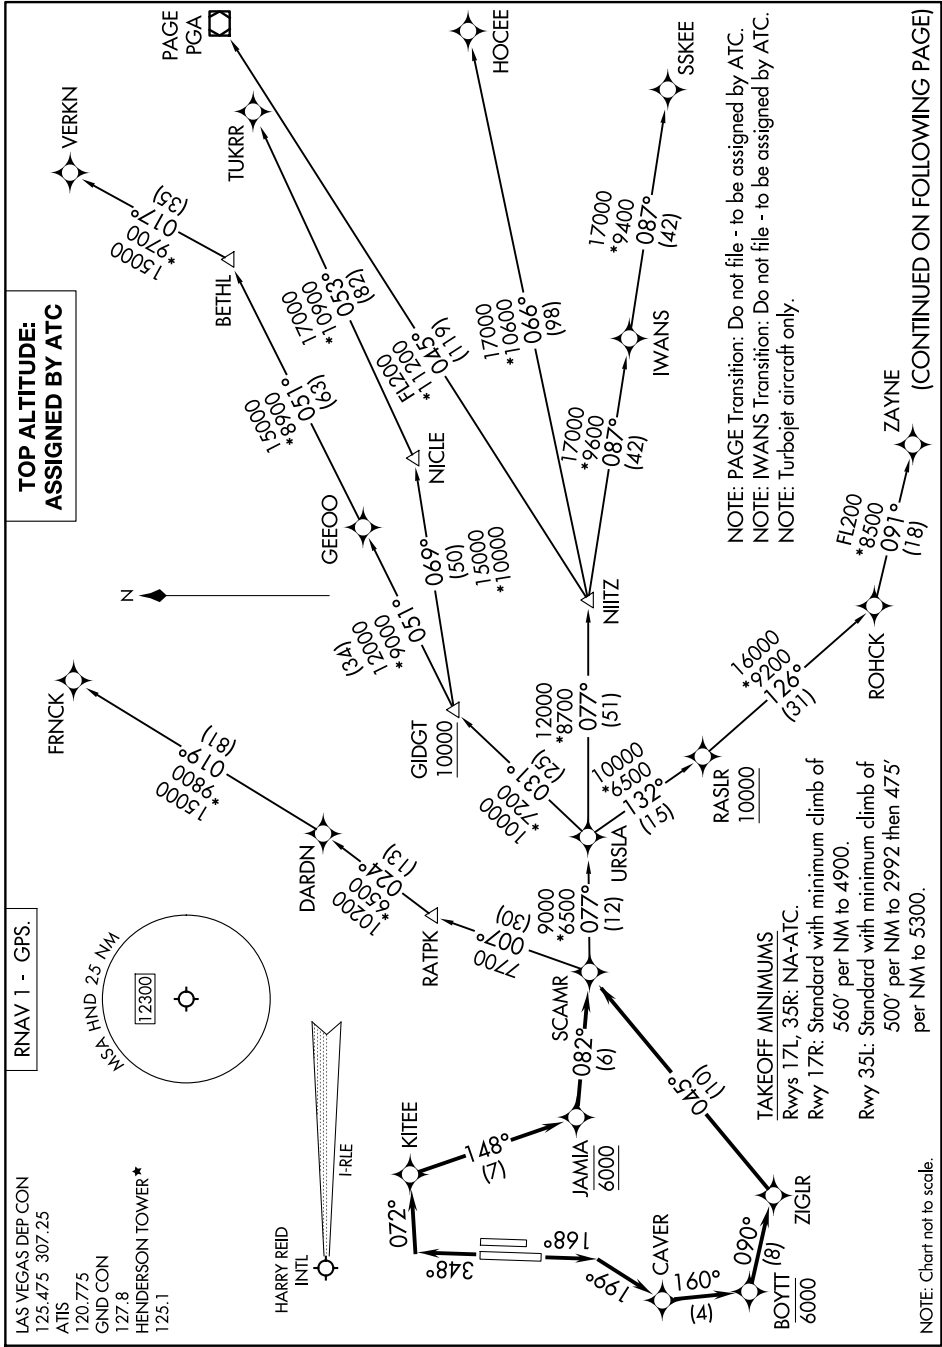 LAS VEGAS DEP CON
125.475 307.25
ATIS
120.775
GND CON
127.8
HENDERSON TOWER★
125.1
RNAV 1 - GPS.
TOP ALTITUDE:
ASSIGNED BY ATC
MSA HND 25 NM
12300
HARRY REID
INTL
I-RLE
N
348°
072°
KITEE
148°
(7)
JAMIA
6000
082°
(6)
168°
199°
CAVER
160°
(4)
BOYTT
6000
090°
(8)
ZIGLR
045°
(10)
SCAMR
7700
007°
(30)
RATPK
10200
*6500
024°
(13)
DARDN
15000
*9800
019°
(81)
FRNCK
9000
*6500
077°
(12)
URSLA
10000
*7200
031°
(25)
GIDGT
10000
(34)
12000
*9000
051°
GEEOO
15000
*8900
051°
(63)
BETHL
15000
*9700
017°
(35)
VERKN
069°
(50)
15000
*10000
NICLE
17000
*10900
053°
(82)
TUKRR
12000
*8700
077°
(51)
NIITZ
FL200
*11200
045°
(119)
PAGE
PGA
17000
*10600
066°
(98)
HOCEE
17000
*9600
087°
(42)
IWANS
17000
*9400
087°
(42)
SSKEE
10000
*6500
132°
(15)
RASLR
10000
16000
*9200
126°
(31)
ROHCK
FL200
*8500
091°
(18)
ZAYNE
NOTE: PAGE Transition: Do not file - to be assigned by ATC.
NOTE: IWANS Transition: Do not file - to be assigned by ATC.
NOTE: Turbojet aircraft only.
TAKEOFF MINIMUMS
Rwys 17L, 35R: NA-ATC.
Rwy 17R: Standard with minimum climb of
560' per NM to 4900.
Rwy 35L: Standard with minimum climb of
500' per NM to 2992 then 475'
per NM to 5300.
NOTE: Chart not to scale.
(CONTINUED ON FOLLOWING PAGE)